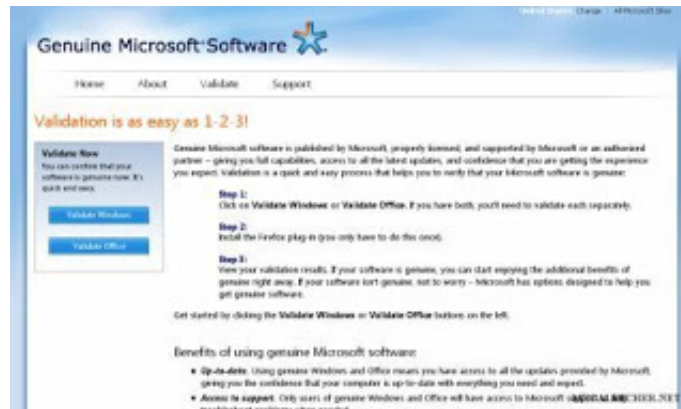 United States Change | All Microsoft Sites
Genuine Microsoft Software
Home About Validate Support
Validation is as easy as 1-2-3!
Validate Now
You can confirm that your
software is genuine now. It's
quick and easy.
Validate Windows
Validate Office
Genuine Microsoft software is published by Microsoft, properly licensed, and supported by Microsoft or an authorized
partner – giving you full capabilities, access to all the latest updates, and confidence that you are getting the experience
you expect. Validation is a quick and easy process that helps you to verify that your Microsoft software is genuine:
Step 1:
Click on Validate Windows or Validate Office. If you have both, you'll need to validate each separately.
Step 2:
Install the Firefox plug-in (you only have to do this once).
Step 3:
View your validation results. If your software is genuine, you can start enjoying the additional benefits of
genuine right away. If your software isn't genuine, not to worry – Microsoft has options designed to help you
get genuine software.
Get started by clicking the Validate Windows or Validate Office buttons on the left.
Benefits of using genuine Microsoft software:
• Up-to-date. Using genuine Windows and Office means you have access to all the updates provided by Microsoft,
giving you the confidence that your computer is up-to-date with everything you need and expect.
• Access to support. Only users of genuine Windows and Office will have access to Microsoft
troubleshoot problems when needed.